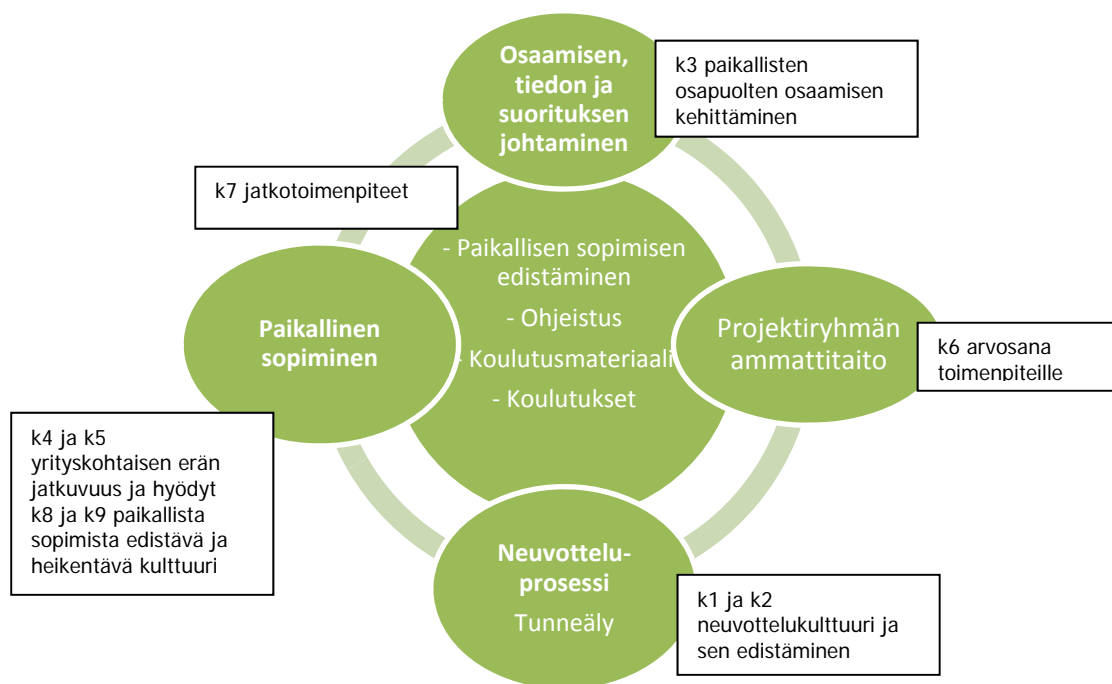 Osaamisen,
tiedon ja
suorituksen
johtaminen
k3 paikallisten
osapuolten osaamisen
kehittäminen
k7 jatkotoimenpiteet
- Paikallisen sopimisen
edistäminen
- Ohjeistus
- Koulutusmateriaali
- Koulutukset
Paikallinen
sopiminen
Projektiryhmän
ammattitaito
k6 arvosana
toimenpiteille
k4 ja k5
yrityskohtaisen erän
jatkuvuus ja hyödyt
k8 ja k9 paikallista
sopimista edistävä ja
heikentävä kulttuuri
Neuvottelu-
prosessi
Tunneäly
k1 ja k2
neuvottelukulttuuri ja
sen edistäminen